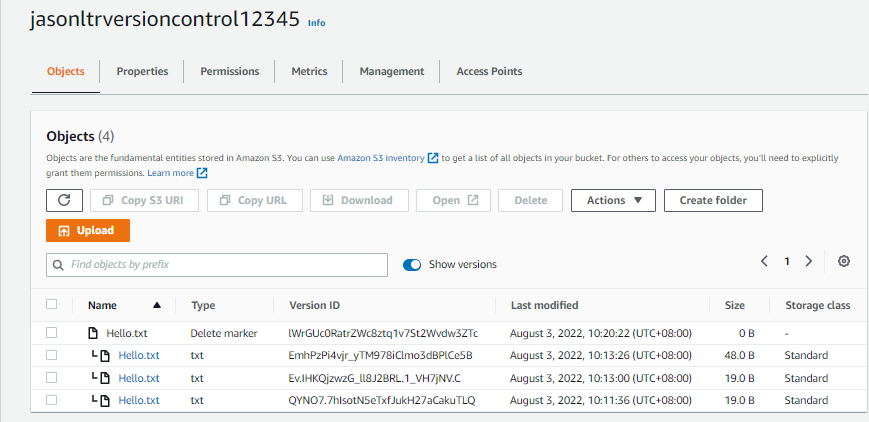 jasonltrversioncontrol12345 Info
Objects Properties Permissions Metrics Management Access Points
Objects (4)
Objects are the fundamental entities stored in Amazon S3. You can use Amazon S3 inventory to get a list of all objects in your bucket. For others to access your objects, you'll need to explicitly
grant them permissions. Learn more
Copy S3 URI Copy URL Download Open Delete Actions Create folder
Upload
Find objects by prefix Show versions 1
Name Type Version ID Last modified Size Storage class
Hello.txt Delete marker lWrGUc0RatrZWc8ztq1v7St2Wvdw3ZTc August 3, 2022, 10:20:22 (UTC+08:00) 0 B -
Hello.txt txt EmhPzPi4vjr_yTM978iClmo3dBPlCe5B August 3, 2022, 10:13:26 (UTC+08:00) 48.0 B Standard
Hello.txt txt Ev.IHKQjzwzG_ll8J2BRL.1_VH7jNV.C August 3, 2022, 10:13:00 (UTC+08:00) 19.0 B Standard
Hello.txt txt QYNO7.7hIsotN5eTxfJukH27aCakuTLQ August 3, 2022, 10:11:36 (UTC+08:00) 19.0 B Standard